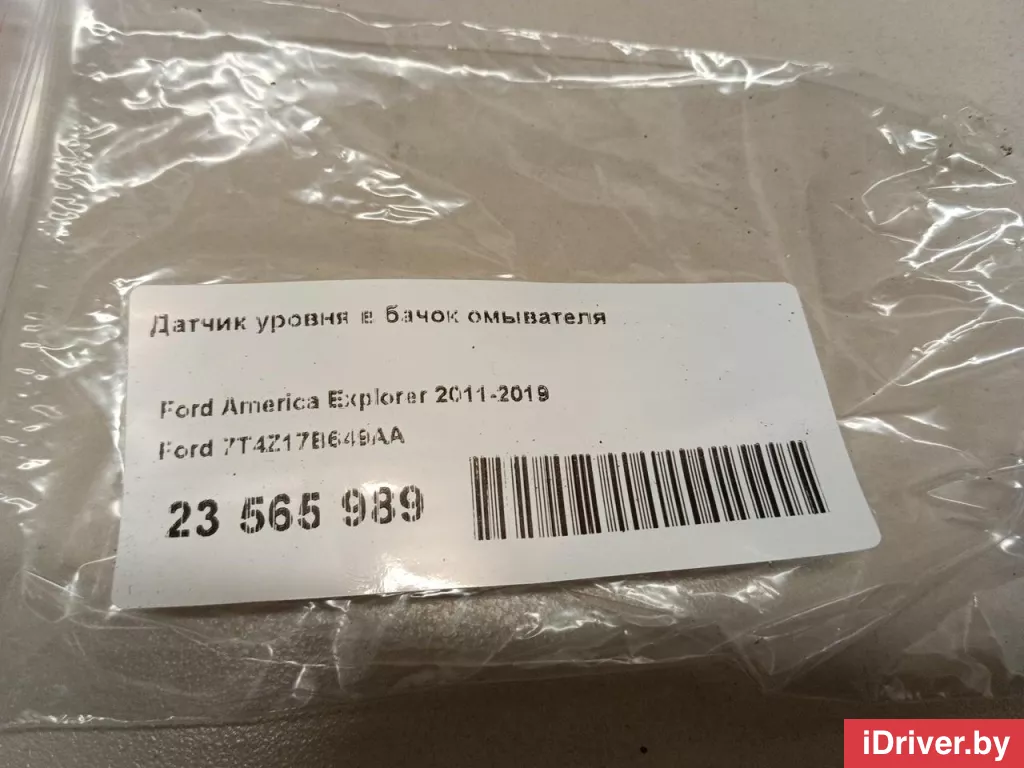 Датчик уровня в бачок омывателя
Ford America Explorer 2011-2019
Ford 7T4Z17B649AA
23 565 989
iDriver.by